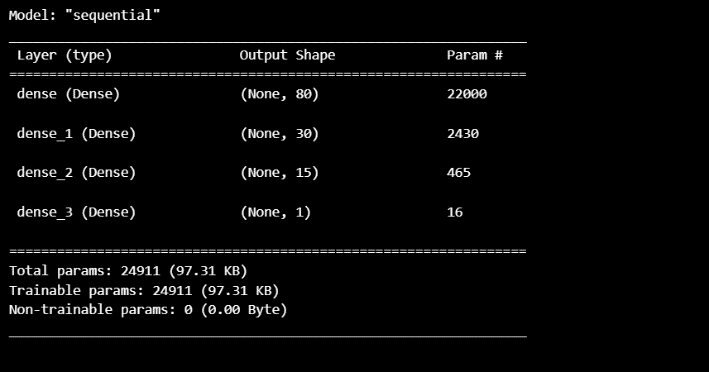 Model: "sequential"
Layer (type) Output Shape Param #
dense (Dense) (None, 80) 22000
dense_1 (Dense) (None, 30) 2430
dense_2 (Dense) (None, 15) 465
dense_3 (Dense) (None, 1) 16
Total params: 24911 (97.31 KB)
Trainable params: 24911 (97.31 KB)
Non-trainable params: 0 (0.00 Byte)